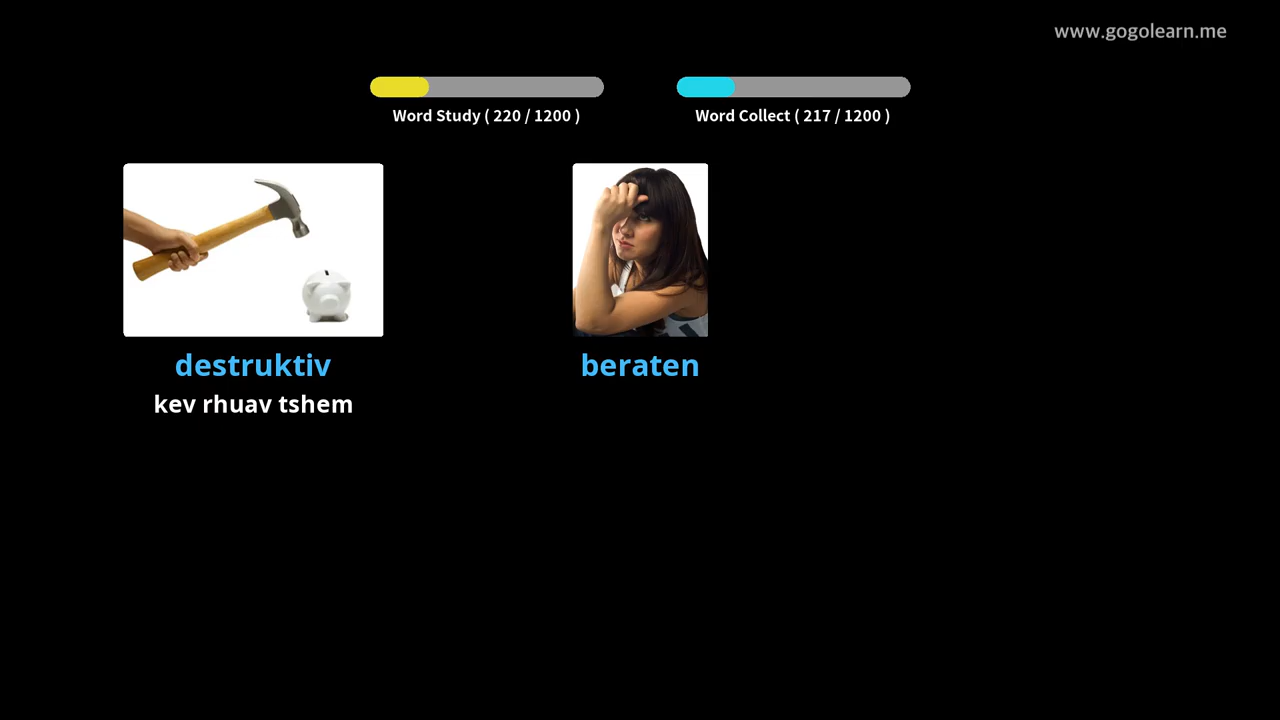 www.gogolearn.me
Word Study ( 220 / 1200 )
Word Collect ( 217 / 1200 )
destruktiv
beraten
kev rhuav tshem